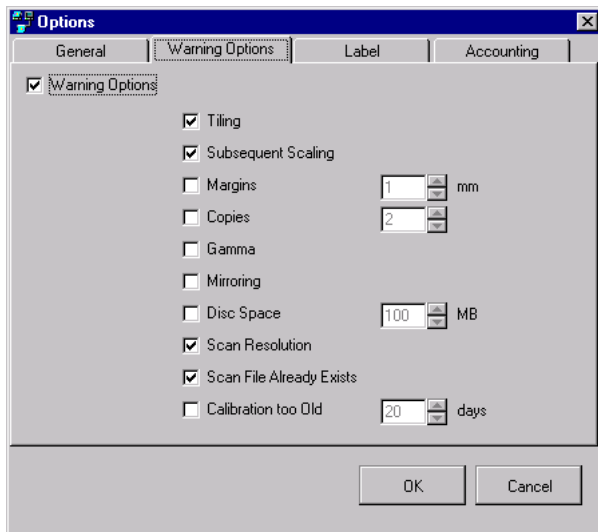 Options
General Warning Options Label Accounting
Warning Options
Tiling
Subsequent Scaling
Margins 1 mm
Copies 2
Gamma
Mirroring
Disc Space 100 MB
Scan Resolution
Scan File Already Exists
Calibration too Old 20 days
OK Cancel